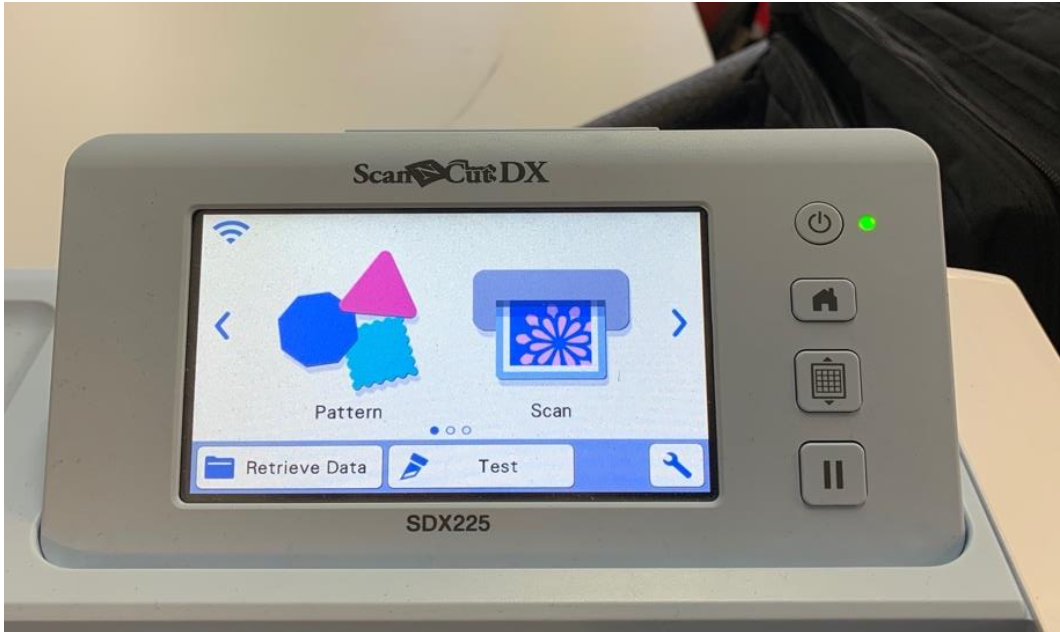 ScanNCut DX
Pattern
Scan
Retrieve Data
Test
SDX225